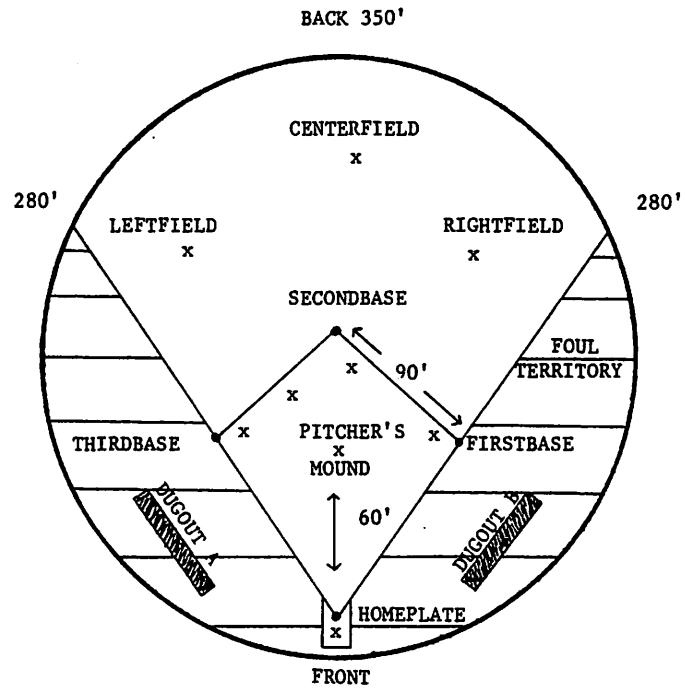 BACK 350'
CENTERFIELD
x
280'
280'
LEFTFIELD
x
RIGHTFIELD
x
SECONDBASE
90'
x
x
FOUL
TERRITORY
x
x
THIRDBASE
PITCHER'S
x
MOUND
FIRSTBASE
60'
DUGOUT A
DUGOUT B
HOMEPLATE
x
FRONT